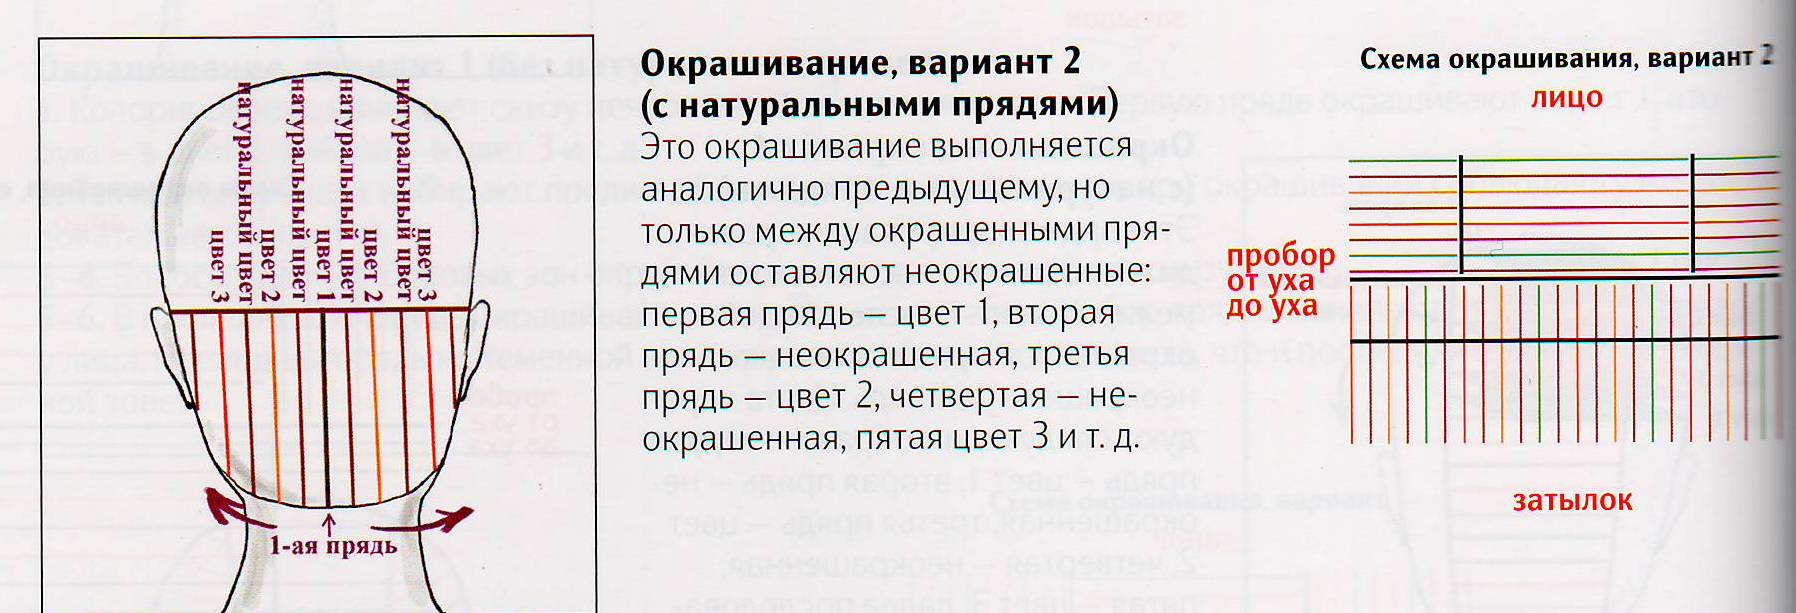 натуральный цвет
натуральный цвет
натуральный цвет
натуральный цвет
цвет 3
цвет 2
цвет 1
цвет 2
цвет 3
1-ая прядь
Окрашивание, вариант 2
(с натуральными прядями)
Это окрашивание выполняется
аналогично предыдущему, но
только между окрашенными пря-
дями оставляют неокрашенные:
первая прядь – цвет 1, вторая
прядь – неокрашенная, третья
прядь – цвет 2, четвертая – не-
окрашенная, пятая цвет 3 и т. д.
Схема окрашивания, вариант 2
лицо
пробор
от уха
до уха
затылок